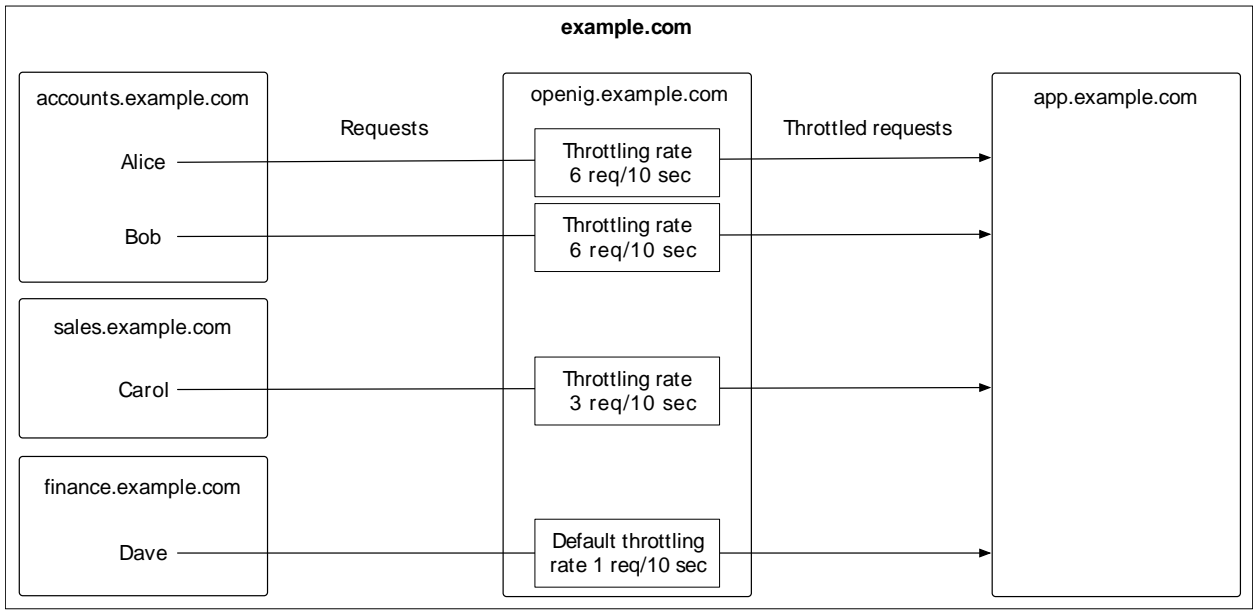 example.com
accounts.example.com
openig.example.com
app.example.com
Requests
Throttled requests
Alice
Throttling rate
6 req/10 sec
Bob
Throttling rate
6 req/10 sec
sales.example.com
Carol
Throttling rate
3 req/10 sec
finance.example.com
Dave
Default throttling
rate 1 req/10 sec